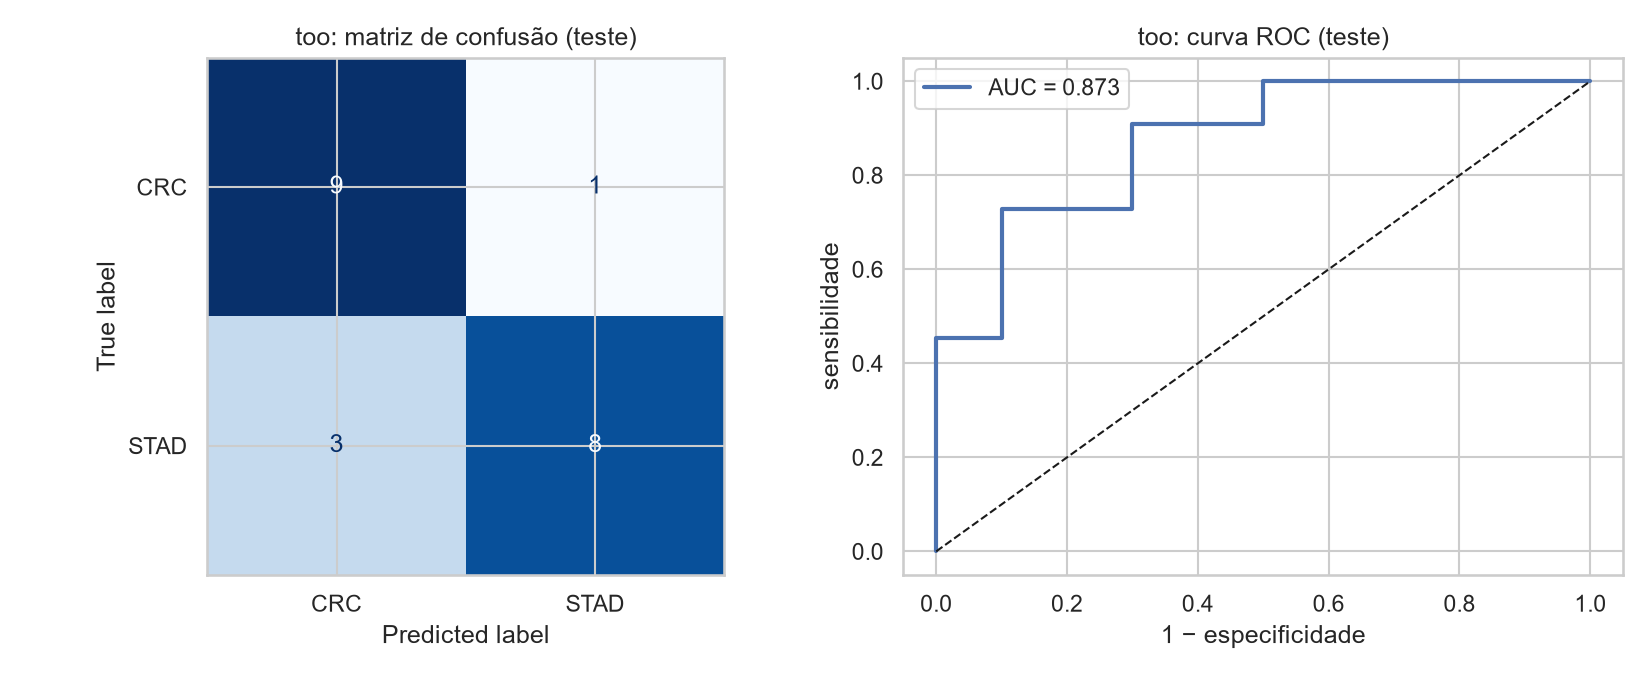 too: matriz de confusão (teste)
True label
CRC
STAD
9
1
3
8
CRC
STAD
Predicted label
too: curva ROC (teste)
AUC = 0.873
sensibilidade
1.0
0.8
0.6
0.4
0.2
0.0
0.0
0.2
0.4
0.6
0.8
1.0
1 − especificidade